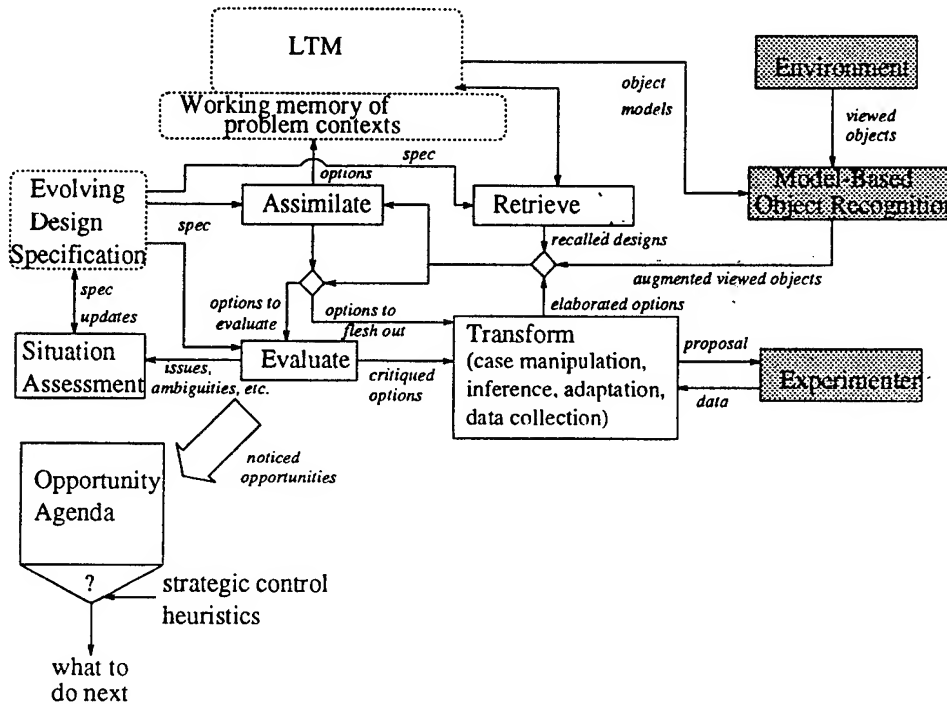 LTM
Working memory of
problem contexts
object
models
Environment
viewed
objects
spec
options
Evolving
Design
Specification
Assimilate
Retrieve
Model-Based
Object Recognition
spec
recalled designs
augmented viewed objects
elaborated options
spec
updates
options to
evaluate
options to
flesh out
Situation
Assessment
issues,
ambiguities, etc.
Evaluate
critiqued
options
Transform
(case manipulation,
inference, adaptation,
data collection)
proposal
data
Experimenter
noticed
opportunities
Opportunity
Agenda
?
strategic control
heuristics
what to
do next